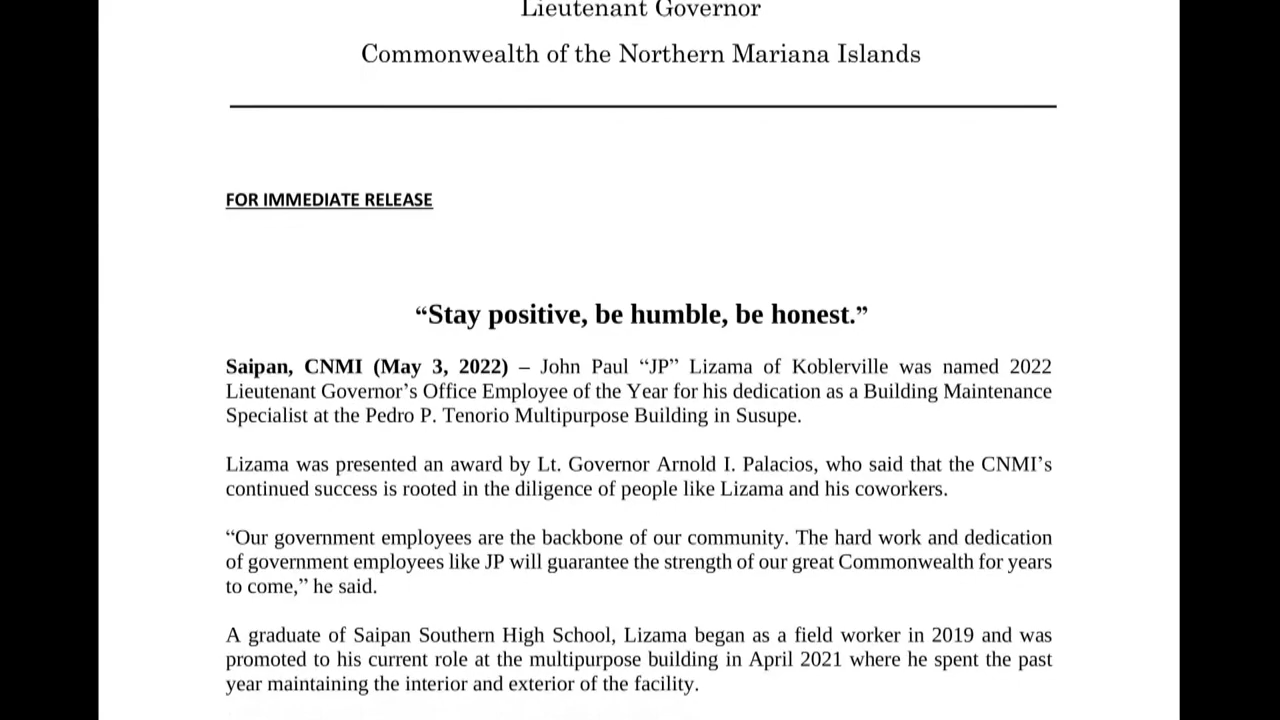 Lieutenant Governor
Commonwealth of the Northern Mariana Islands
FOR IMMEDIATE RELEASE
“Stay positive, be humble, be honest.”
Saipan, CNMI (May 3, 2022) – John Paul “JP” Lizama of Koblerville was named 2022
Lieutenant Governor’s Office Employee of the Year for his dedication as a Building Maintenance
Specialist at the Pedro P. Tenorio Multipurpose Building in Susupe.
Lizama was presented an award by Lt. Governor Arnold I. Palacios, who said that the CNMI’s
continued success is rooted in the diligence of people like Lizama and his coworkers.
“Our government employees are the backbone of our community. The hard work and dedication
of government employees like JP will guarantee the strength of our great Commonwealth for years
to come,” he said.
A graduate of Saipan Southern High School, Lizama began as a field worker in 2019 and was
promoted to his current role at the multipurpose building in April 2021 where he spent the past
year maintaining the interior and exterior of the facility.